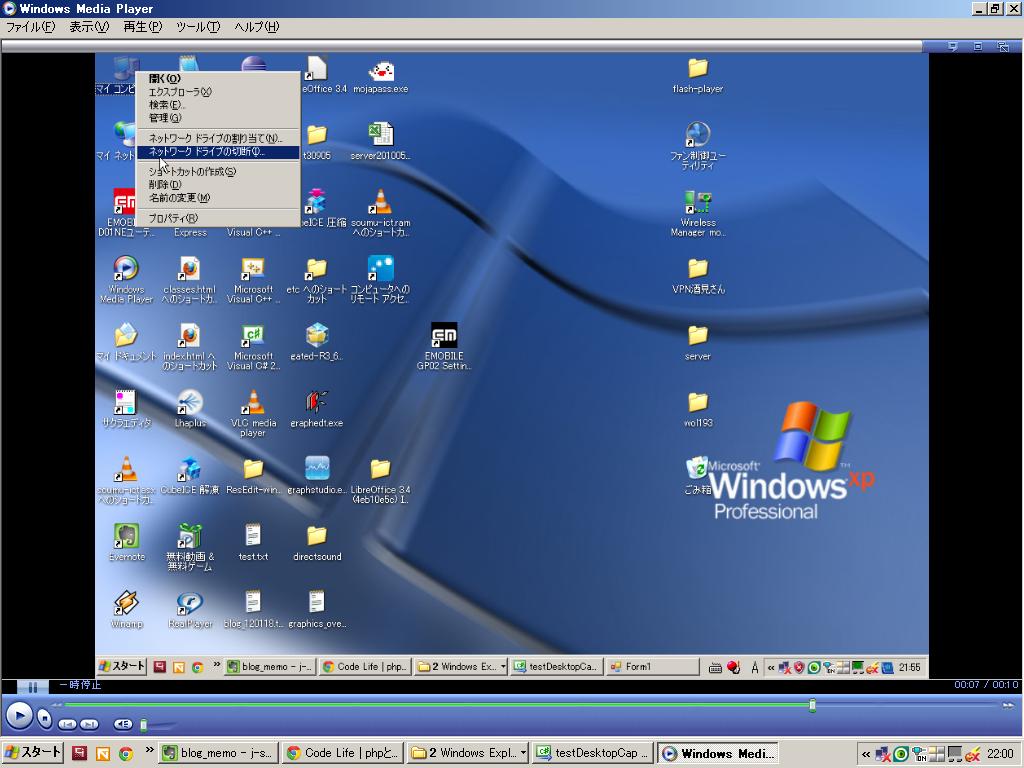 Windows Media Player
ファイル(F) 表示(V) 再生(P) ツール(T) ヘルプ(H)
開く(O)
エクスプローラ(X)
検索(E)...
管理(G)
ネットワーク ドライブの割り当て(N)...
ネットワーク ドライブの切断(I)...
ショートカットの作成(S)
削除(D)
名前の変更(M)
プロパティ(R)
マイ コンピ
eOffice 3.4
mojapass.exe
flash-player
マイ ネット
t30905
server201005...
ファン制御ユー
ティリティ
EMOBILE
D01NEユーテ...
Express
Visual C++ ...
beICE 圧縮
soumu-ict.ram
へのショートカ...
Wireless
Manager mo...
Windows
Media Player
classes.html
へのショートカ...
Microsoft
Visual C++ ...
etc へのショート
カット
コンピュータへの
リモート アクセ...
VPN酒見さん
マイ ドキュメント
index.html へ
のショートカット
Microsoft
Visual C# 2...
gated-R3_6...
EMOBILE
GP02 Settin...
server
サクラエディタ
Lhaplus
VLC media
player
graphedt.exe
wol193
soumu-ict.asx
へのショートカ...
CubeICE 解凍
ResEdit-win...
graphstudio.e...
LibreOffice 3.4
(4eb10e5c) I...
ごみ箱
Microsoft
Windows xp
Professional
Evernote
無料動画 &
無料ゲーム
test.txt
directsound
Winamp
RealPlayer
blog_120118.t...
graphics_ove...
スタート blog_memo - j-... Code Life | php... 2 Windows Ex... testDesktopCa... Form1 A 21:55
一時停止 00:07 / 00:10
スタート blog_memo - j-s... Code Life | phpと... 2 Windows Expl... testDesktopCap ... Windows Medi... 22:00